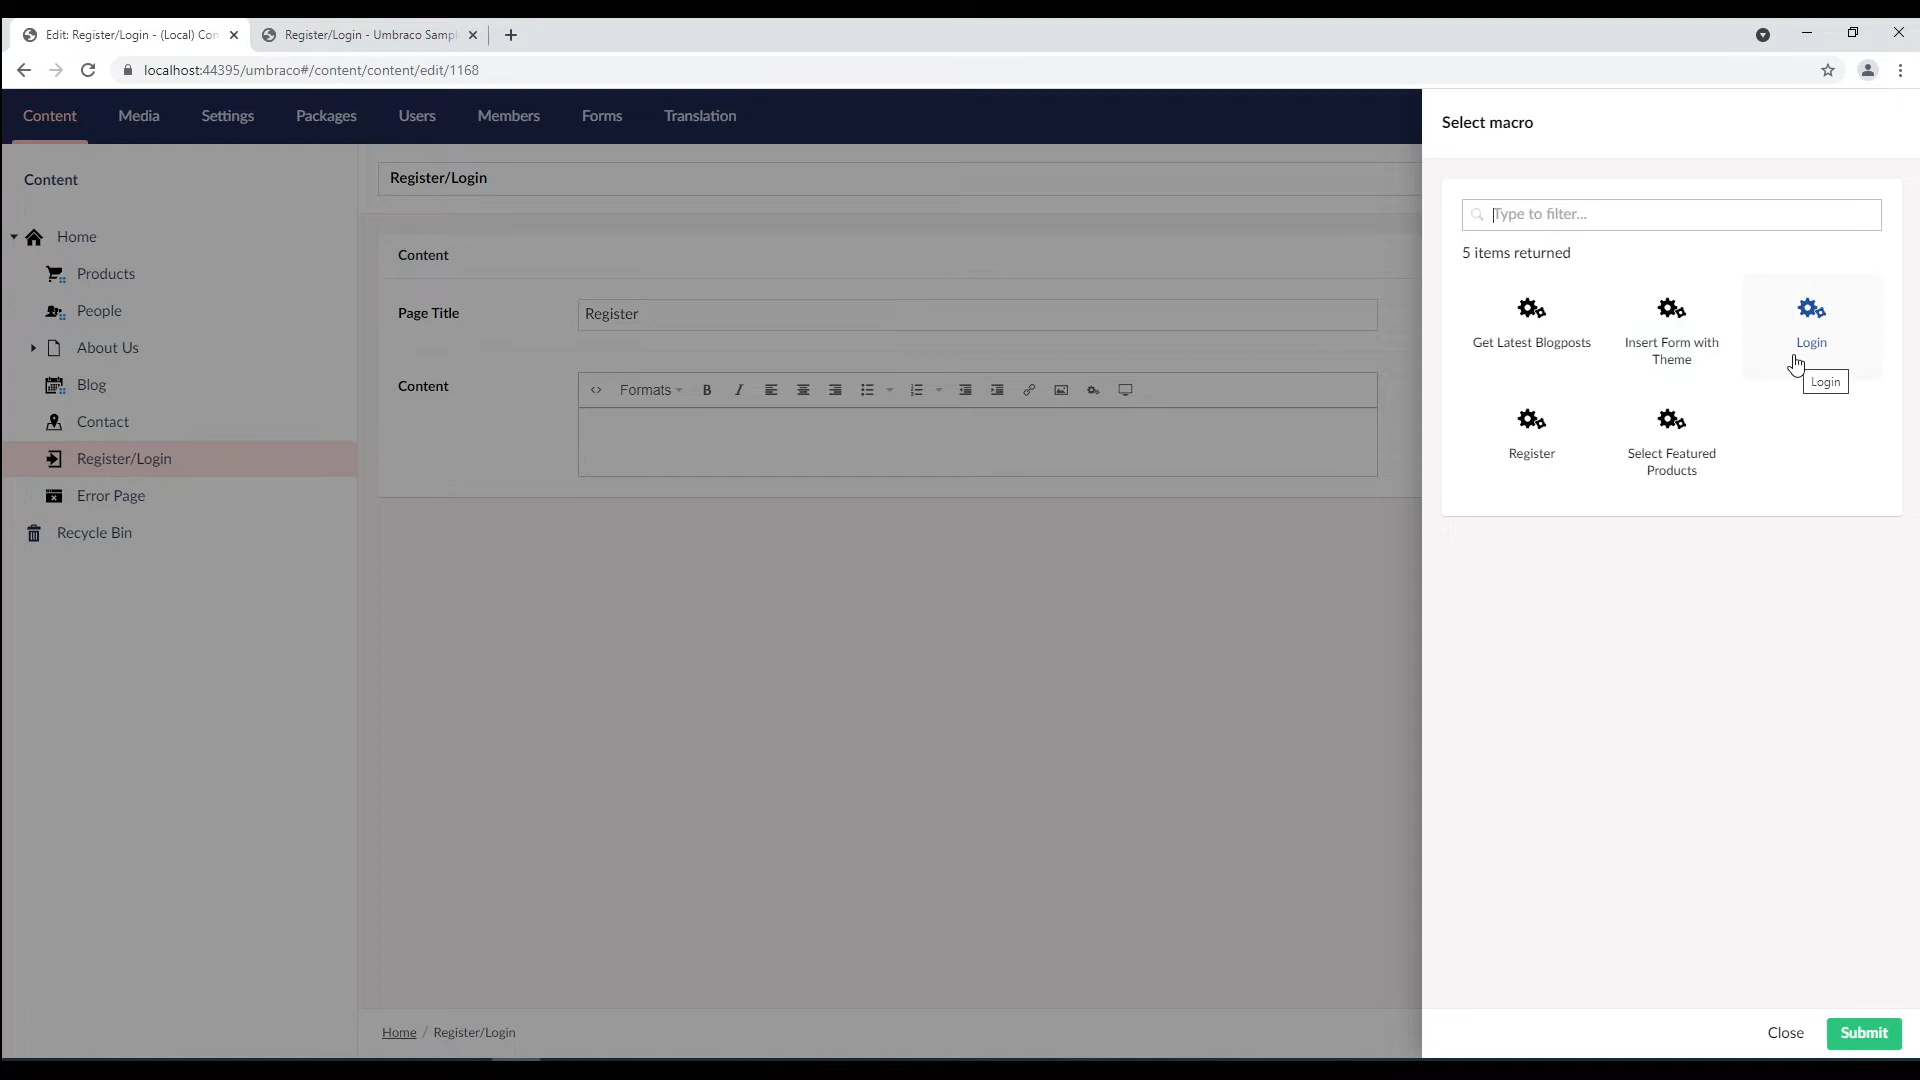 Edit: Register/Login - (Local) Con
Register/Login - Umbraco Sampl
localhost:44395/umbraco#/content/content/edit/1168
Content
Media
Settings
Packages
Users
Members
Forms
Translation
Select macro
Content
Register/Login
Type to filter...
Home
Content
5 items returned
Products
People
Page Title
Register
Get Latest Blogposts
Insert Form with
Theme
Login
About Us
Login
Blog
Content
Formats
B
I
Contact
Register/Login
Register
Select Featured
Products
Error Page
Recycle Bin
Home / Register/Login
Close
Submit